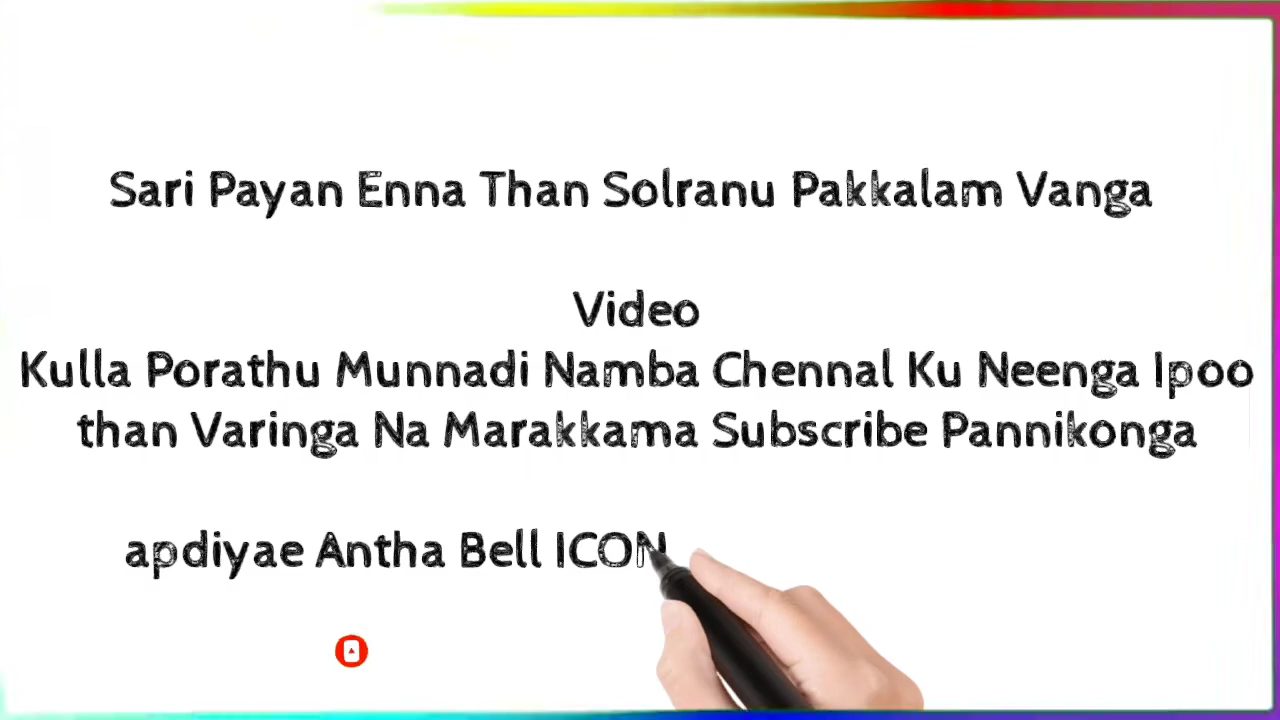 Sari Payan Enna Than Solranu Pakkalam Vanga
Video
Kulla Porathu Munnadi Namba Chennal Ku Neenga Ipoo
than Varinga Na Marakkama Subscribe Pannikonga
apdiyae Antha Bell ICON